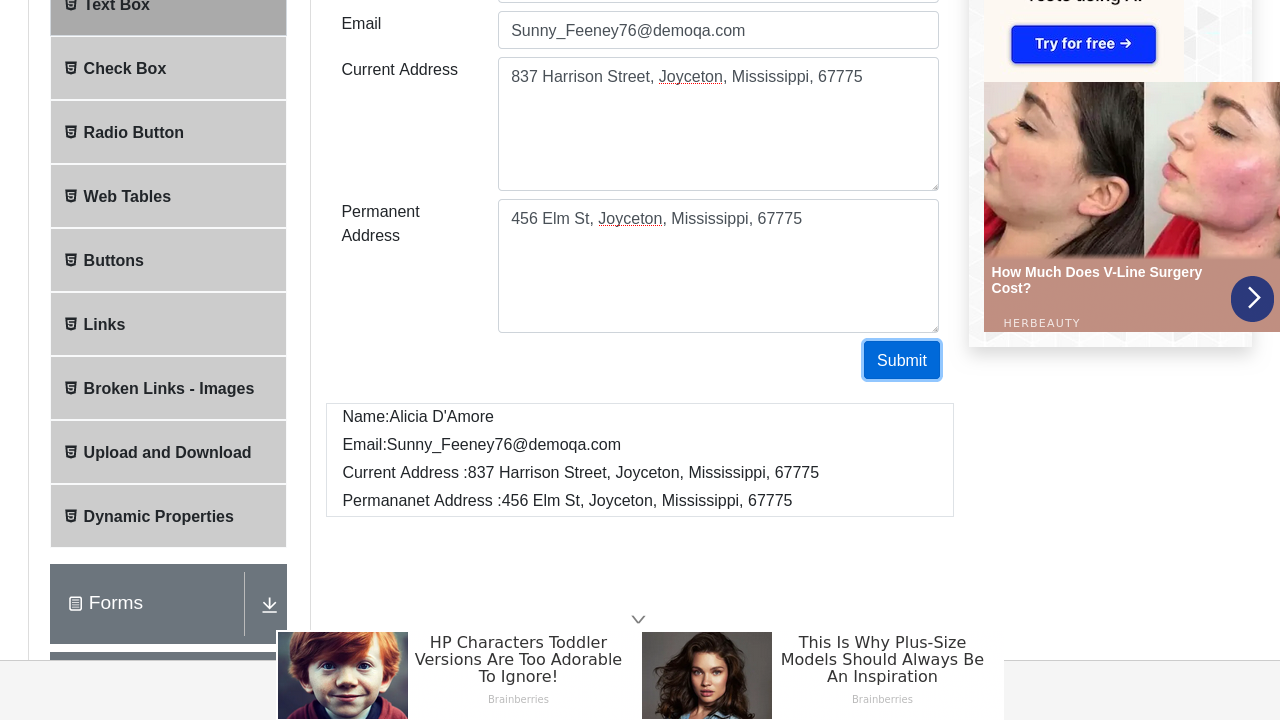 Text Box
Check Box
Radio Button
Web Tables
Buttons
Links
Broken Links - Images
Upload and Download
Dynamic Properties
Forms
Email
Sunny_Feeney76@demoqa.com
Current Address
837 Harrison Street, Joyceton, Mississippi, 67775
Permanent
Address
456 Elm St, Joyceton, Mississippi, 67775
Submit
Name:Alicia D'Amore
Email:Sunny_Feeney76@demoqa.com
Current Address :837 Harrison Street, Joyceton, Mississippi, 67775
Permananet Address :456 Elm St, Joyceton, Mississippi, 67775
Try for free →
How Much Does V-Line Surgery
Cost?
HERBEAUTY
HP Characters Toddler
Versions Are Too Adorable
To Ignore!
Brainberries
This Is Why Plus-Size
Models Should Always Be
An Inspiration
Brainberries